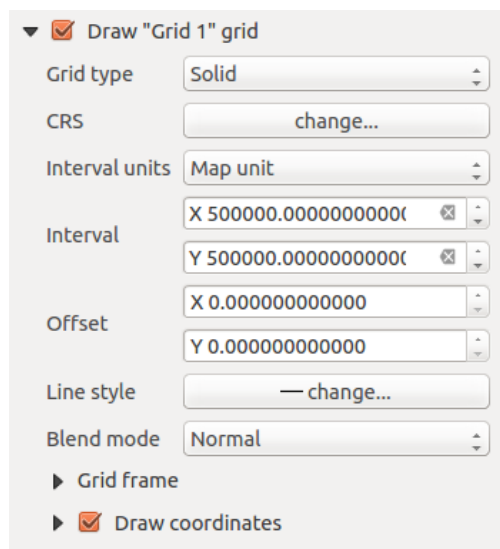 Draw "Grid 1" grid
Grid type Solid
CRS change...
Interval units Map unit
Interval
X 500000.0000000000
Y 500000.0000000000
Offset
X 0.000000000000
Y 0.000000000000
Line style change...
Blend mode Normal
Grid frame
Draw coordinates